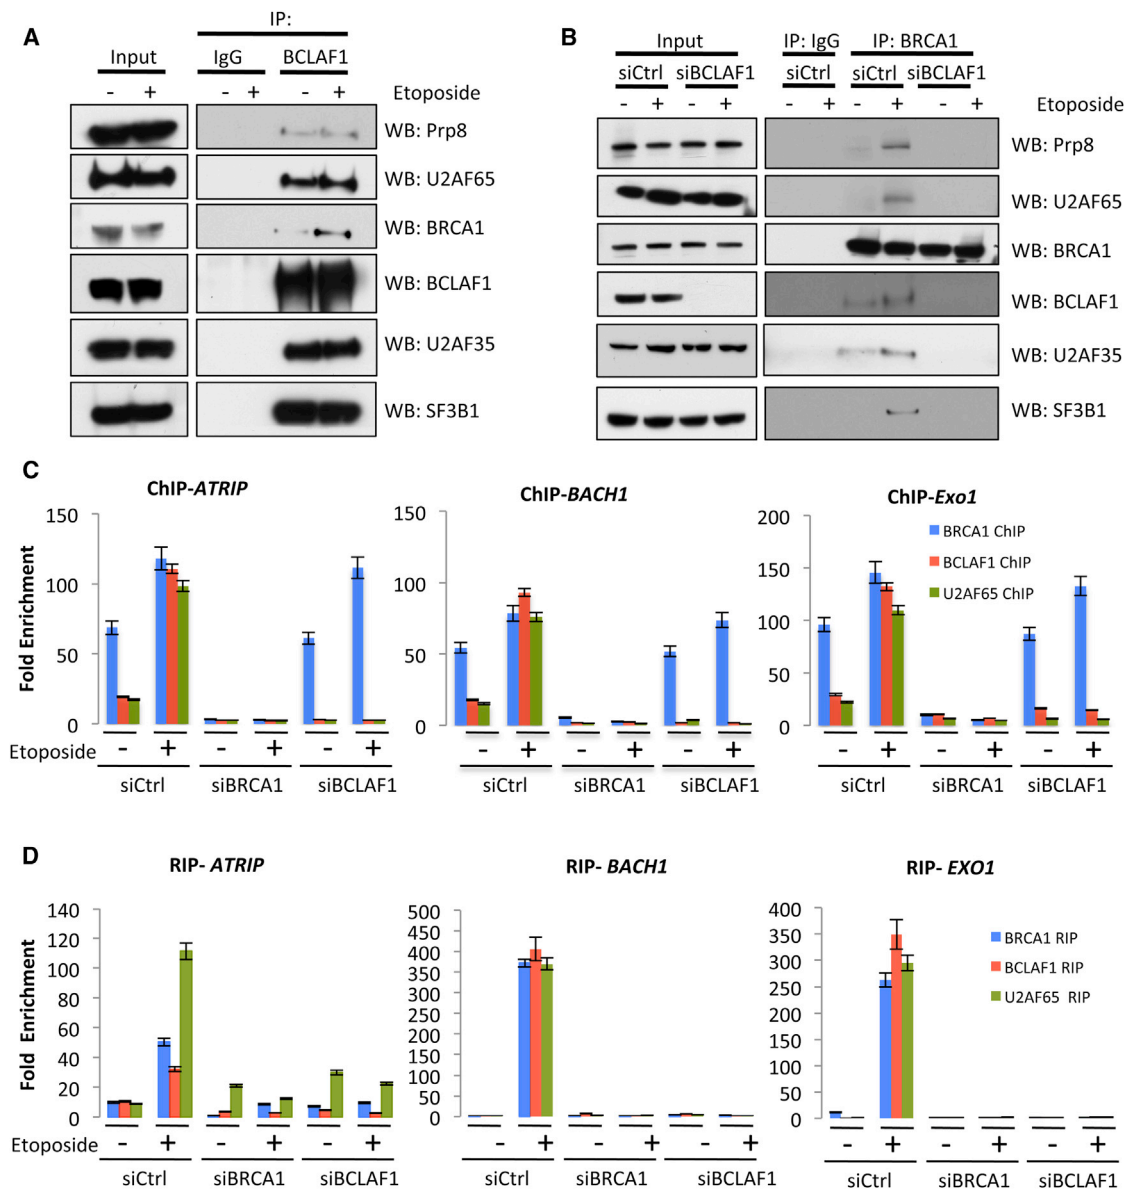 A
IP:
Input
IgG
BCLAF1
- + - + - + Etoposide
WB: Prp8
WB: U2AF65
WB: BRCA1
WB: BCLAF1
WB: U2AF35
WB: SF3B1
B
Input
IP: IgG
IP: BRCA1
siCtrl siBCLAF1 siCtrl siCtrl siBCLAF1
- + - + - + - + - + Etoposide
WB: Prp8
WB: U2AF65
WB: BRCA1
WB: BCLAF1
WB: U2AF35
WB: SF3B1
C
ChIP-ATRIP
Fold Enrichment
150
100
50
0
Etoposide - + - + - +
siCtrl siBRCA1 siBCLAF1
ChIP-BACH1
150
100
50
0
- + - + - +
siCtrl siBRCA1 siBCLAF1
ChIP-Exo1
200
150
100
50
0
BRCA1 ChIP
BCLAF1 ChIP
U2AF65 ChIP
- + - + - +
siCtrl siBRCA1 siBCLAF1
D
RIP- ATRIP
Fold Enrichment
140
120
100
80
60
40
20
0
Etoposide - + - + - +
siCtrl siBRCA1 siBCLAF1
RIP- BACH1
500
450
400
350
300
250
200
150
100
50
0
- + - + - +
siCtrl siBRCA1 siBCLAF1
RIP- EXO1
400
350
300
250
200
150
100
50
0
BRCA1 RIP
BCLAF1 RIP
U2AF65 RIP
- + - + - +
siCtrl siBRCA1 siBCLAF1